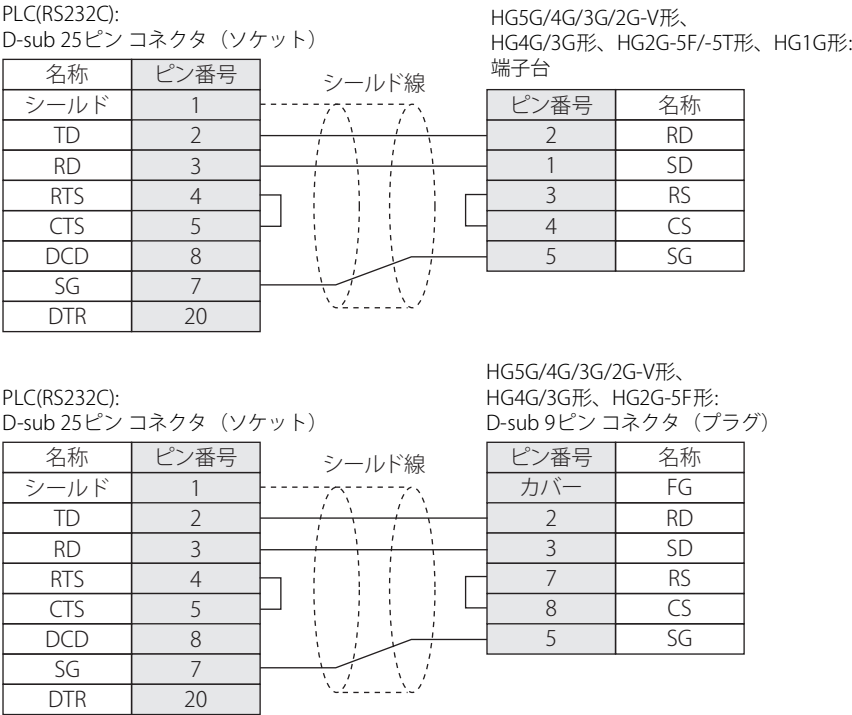 PLC(RS232C):
D-sub 25ピン コネクタ（ソケット）
HG5G/4G/3G/2G-V形、
HG4G/3G形、HG2G-5F/-5T形、HG1G形:
端子台
シールド線
名称 ピン番号
シールド 1
TD 2
RD 3
RTS 4
CTS 5
DCD 8
SG 7
DTR 20
ピン番号 名称
2 RD
1 SD
3 RS
4 CS
5 SG
PLC(RS232C):
D-sub 25ピン コネクタ（ソケット）
HG5G/4G/3G/2G-V形、
HG4G/3G形、HG2G-5F形:
D-sub 9ピン コネクタ（プラグ）
シールド線
名称 ピン番号
シールド 1
TD 2
RD 3
RTS 4
CTS 5
DCD 8
SG 7
DTR 20
ピン番号 名称
カバー FG
2 RD
3 SD
7 RS
8 CS
5 SG